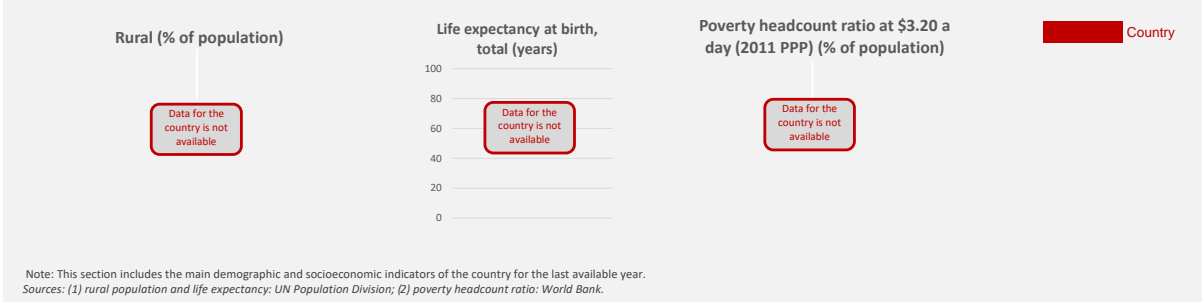 Rural (% of population)
Life expectancy at birth,
total (years)
Poverty headcount ratio at $3.20 a
day (2011 PPP) (% of population)
Country
Data for the
country is not
available
100
80
60
40
20
0
Data for the
country is not
available
Data for the
country is not
available
Note: This section includes the main demographic and socioeconomic indicators of the country for the last available year.
Sources: (1) rural population and life expectancy: UN Population Division; (2) poverty headcount ratio: World Bank.